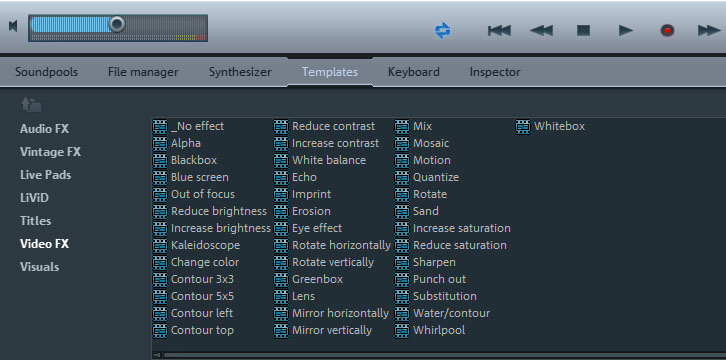 Soundpools File manager Synthesizer Templates Keyboard Inspector
Audio FX
Vintage FX
Live Pads
LiViD
Titles
Video FX
Visuals
_No effect
Alpha
Blackbox
Blue screen
Out of focus
Reduce brightness
Increase brightness
Kaleidoscope
Change color
Contour 3x3
Contour 5x5
Contour left
Contour top
Reduce contrast
Increase contrast
White balance
Echo
Imprint
Erosion
Eye effect
Rotate horizontally
Rotate vertically
Greenbox
Lens
Mirror horizontally
Mirror vertically
Mix
Mosaic
Motion
Quantize
Rotate
Sand
Increase saturation
Reduce saturation
Sharpen
Punch out
Substitution
Water/contour
Whirlpool
Whitebox